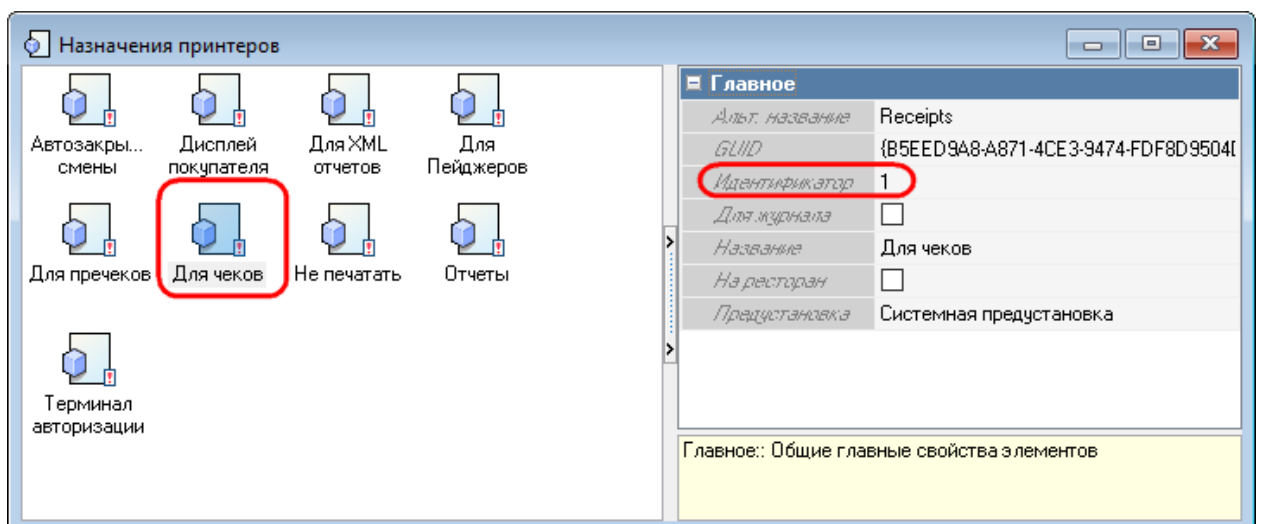 Назначения принтеров
Автозакры...
смены
Дисплей
покупателя
Для XML
отчетов
Для
Пейджеров
Для пречеков
Для чеков
Не печатать
Отчеты
Терминал
авторизации
Главное
Альт. название Receipts
GUID {B5EED9A8-A871-4CE3-9474-FDF8D9504D
Идентификатор 1
Для журнала
Название Для чеков
На ресторан
Предустановка Системная предустановка
Главное:: Общие главные свойства элементов